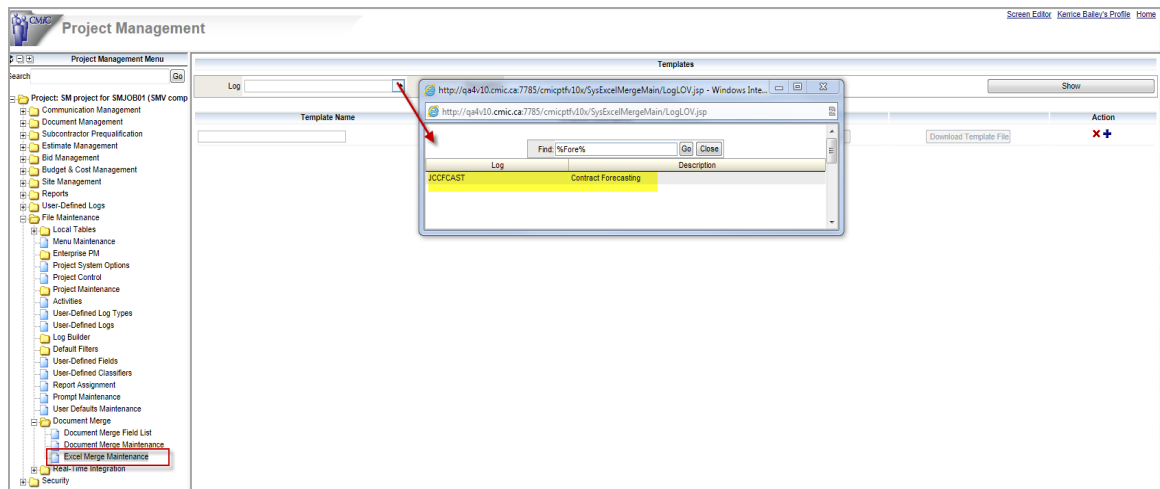 CMiC
Project Management
Screen Editor Kerrice Bailey's Profile Home
Project Management Menu
Search Go
Project: SM project for SMJOB01 (SMV comp
Communication Management
Document Management
Subcontractor Prequalification
Estimate Management
Bid Management
Budget & Cost Management
Site Management
Reports
User-Defined Logs
File Maintenance
Local Tables
Menu Maintenance
Enterprise PM
Project System Options
Project Control
Project Maintenance
Activities
User-Defined Log Types
User-Defined Logs
Log Builder
Default Filters
User-Defined Fields
User-Defined Classifiers
Report Assignment
Prompt Maintenance
User Defaults Maintenance
Document Merge
Document Merge Field List
Document Merge Maintenance
Excel Merge Maintenance
Real-Time Integration
Security
Templates
Log
Show
Template Name
Action
Download Template File
http://qa4v10.cmic.ca:7785/cmicptfv10x/SysExcelMergeMain/LogLOV.jsp - Windows Inte...
http://qa4v10.cmic.ca:7785/cmicptfv10x/SysExcelMergeMain/LogLOV.jsp
Find: %Fore% Go Close
Log Description
JCCFCAST Contract Forecasting